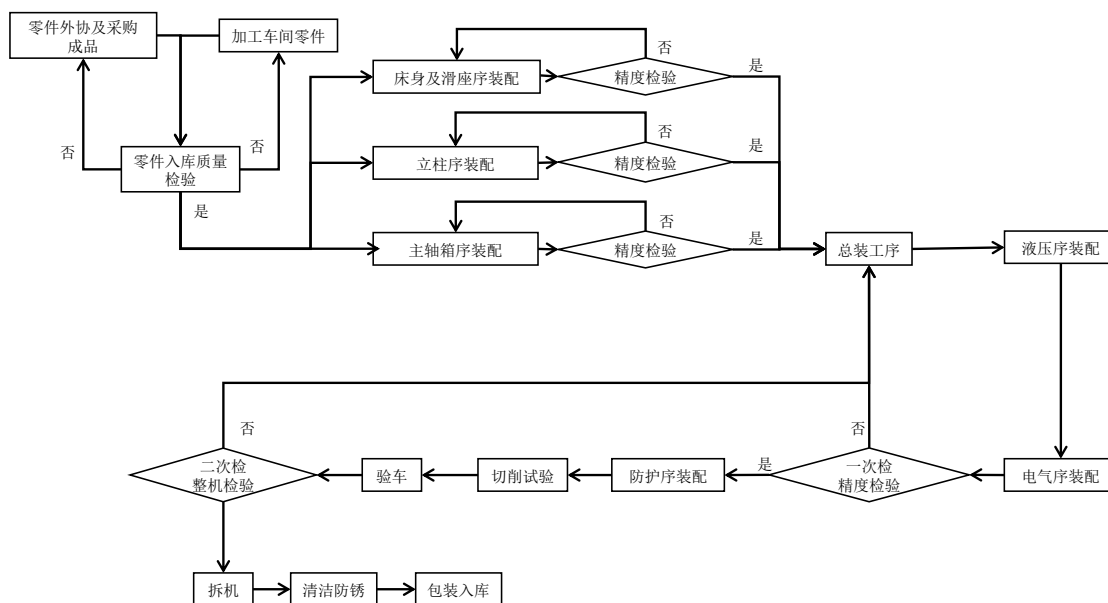 零件外协及采购
成品
加工车间零件
否
床身及滑座序装配
精度检验
是
否
否
零件入库质量
检验
否
立柱序装配
精度检验
是
是
否
主轴箱序装配
精度检验
是
总装工序
液压序装配
否
否
二次检
整机检验
验车
切削试验
防护序装配
是
一次检
精度检验
电气序装配
拆机
清洁防锈
包装入库